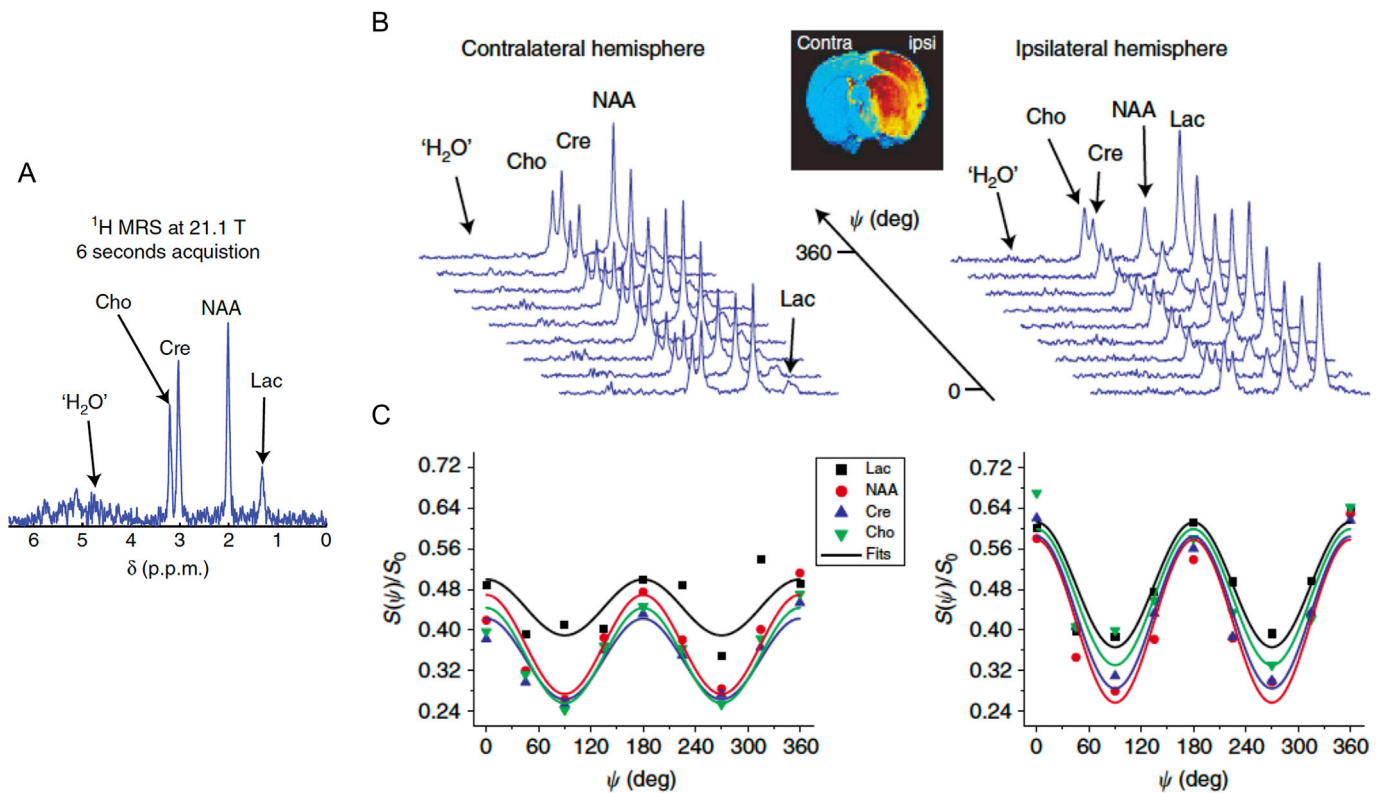 A
¹H MRS at 21.1 T
6 seconds acquistion
Cho
NAA
Cre
Lac
'H₂O'
6 5 4 3 2 1 0
δ (p.p.m.)
B
Contralateral hemisphere
NAA
Cre
Cho
'H₂O'
Lac
Contra ipsi
ψ (deg)
360
0
Ipsilateral hemisphere
Cho
NAA
Lac
Cre
'H₂O'
C
S(ψ)/S₀
0.72
0.64
0.56
0.48
0.40
0.32
0.24
0 60 120 180 240 300 360
ψ (deg)
Lac
NAA
Cre
Cho
Fits
S(ψ)/S₀
0.72
0.64
0.56
0.48
0.40
0.32
0.24
0 60 120 180 240 300 360
ψ (deg)